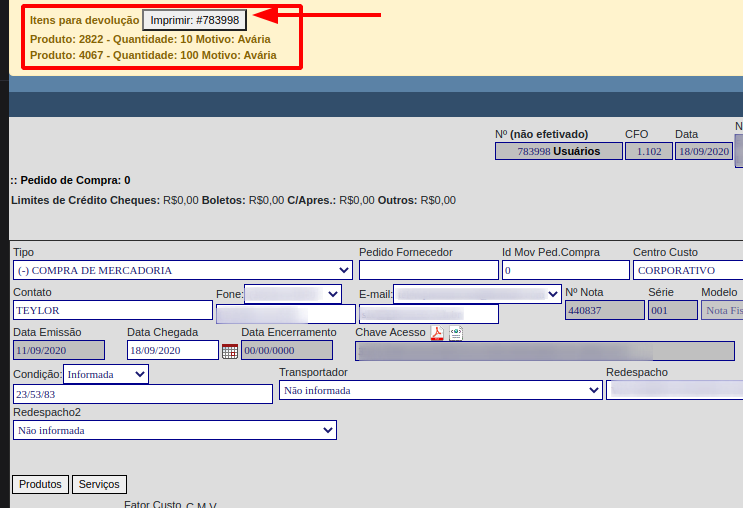 Itens para devolução Imprimir: #783998
Produto: 2822 - Quantidade: 10 Motivo: Avária
Produto: 4067 - Quantidade: 100 Motivo: Avária
Nº (não efetivado) CFO Data N
783998 Usuários 1.102 18/09/2020
:: Pedido de Compra: 0
Limites de Crédito Cheques: R$0,00 Boletos: R$0,00 C/Apres.: R$0,00 Outros: R$0,00
Tipo Pedido Fornecedor Id Mov Ped.Compra Centro Custo
(-) COMPRA DE MERCADORIA 0 CORPORATIVO
Contato Fone: E-mail: Nº Nota Série Modelo
TEYLOR 440837 001 Nota Fis
Data Emissão Data Chegada Data Encerramento Chave Acesso
11/09/2020 18/09/2020 00/00/0000
Condição: Informada Transportador Redespacho
23/53/83 Não informada
Redespacho2
Não informada
Produtos Serviços
Fator Custo C.M.V